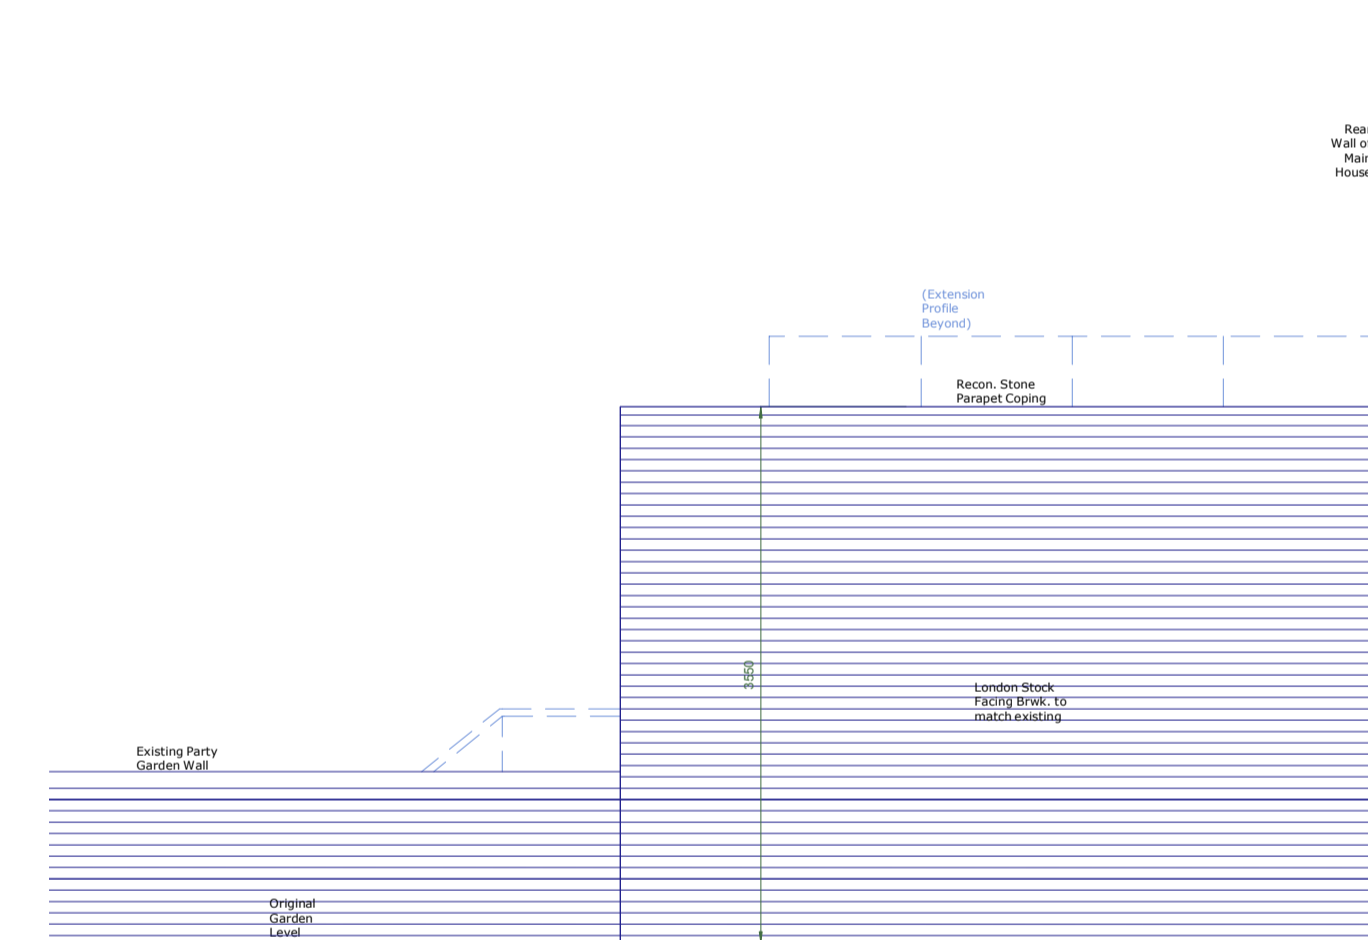 Wall
House
(Extension
Profile
Beyond)
Recon. Stone
Parapet Coping
3550
London Stock
Facing Brwk. to
match existing
Existing Party
Garden Wall
Original
Garden
Level